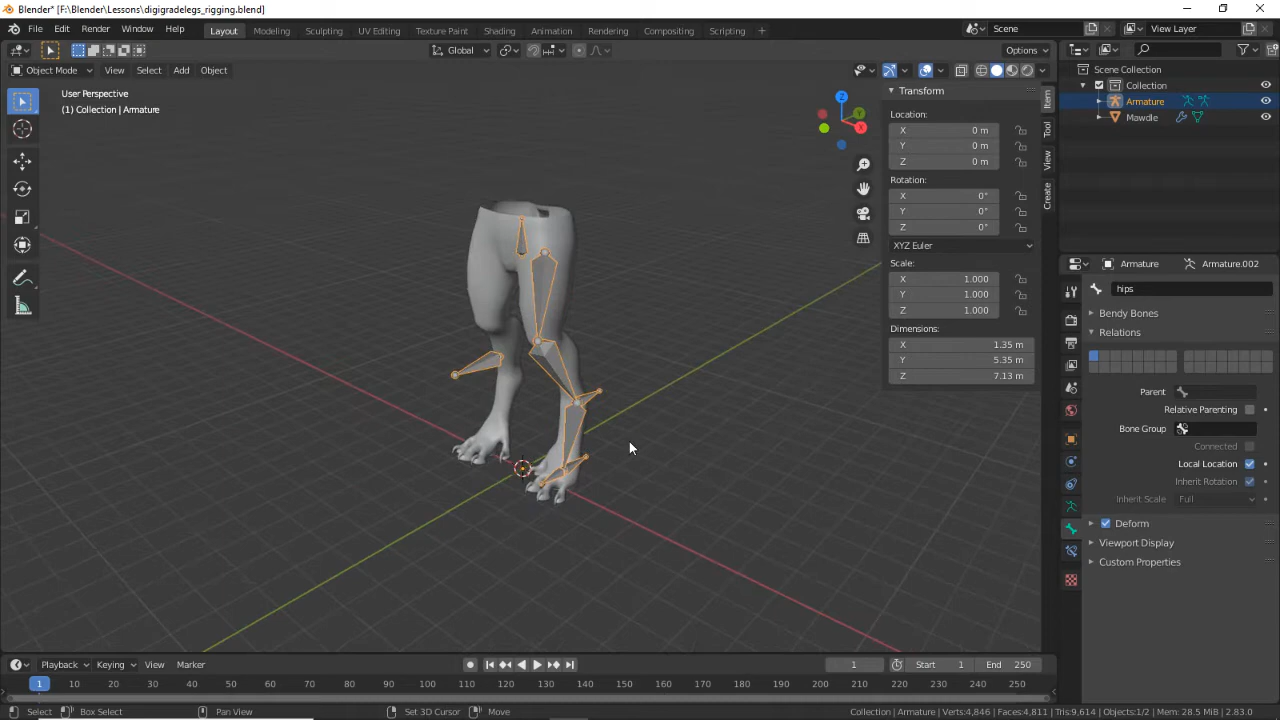 Blender* [F:\Blender\Lessons\digigradelegs_rigging.blend]
File Edit Render Window Help Layout Modeling Sculpting UV Editing Texture Paint Shading Animation Rendering Compositing Scripting + Scene View Layer
Global Options
Object Mode View Select Add Object
User Perspective
(1) Collection | Armature
Z
Y
X
Transform
Location:
X 0 m
Y 0 m
Z 0 m
Rotation:
X 0°
Y 0°
Z 0°
XYZ Euler
Scale:
X 1.000
Y 1.000
Z 1.000
Dimensions:
X 1.35 m
Y 5.35 m
Z 7.13 m
Item
Tool
View
Create
Scene Collection
Collection
Armature
Mawdle
Armature Armature.002
hips
Bendy Bones
Relations
Parent
Relative Parenting
Bone Group
Connected
Local Location
Inherit Rotation
Inherit Scale Full
Deform
Viewport Display
Custom Properties
Playback Keying View Marker 1 Start 1 End 250
1 10 20 30 40 50 60 70 80 90 100 110 120 130 140 150 160 170 180 190 200 210 220 230 240 250
Select Box Select Pan View Set 3D Cursor Move Collection | Armature | Verts:4,846 | Faces:4,811 | Tris:9,614 | Objects:1/2 | Mem: 28.5 MiB | 2.83.0